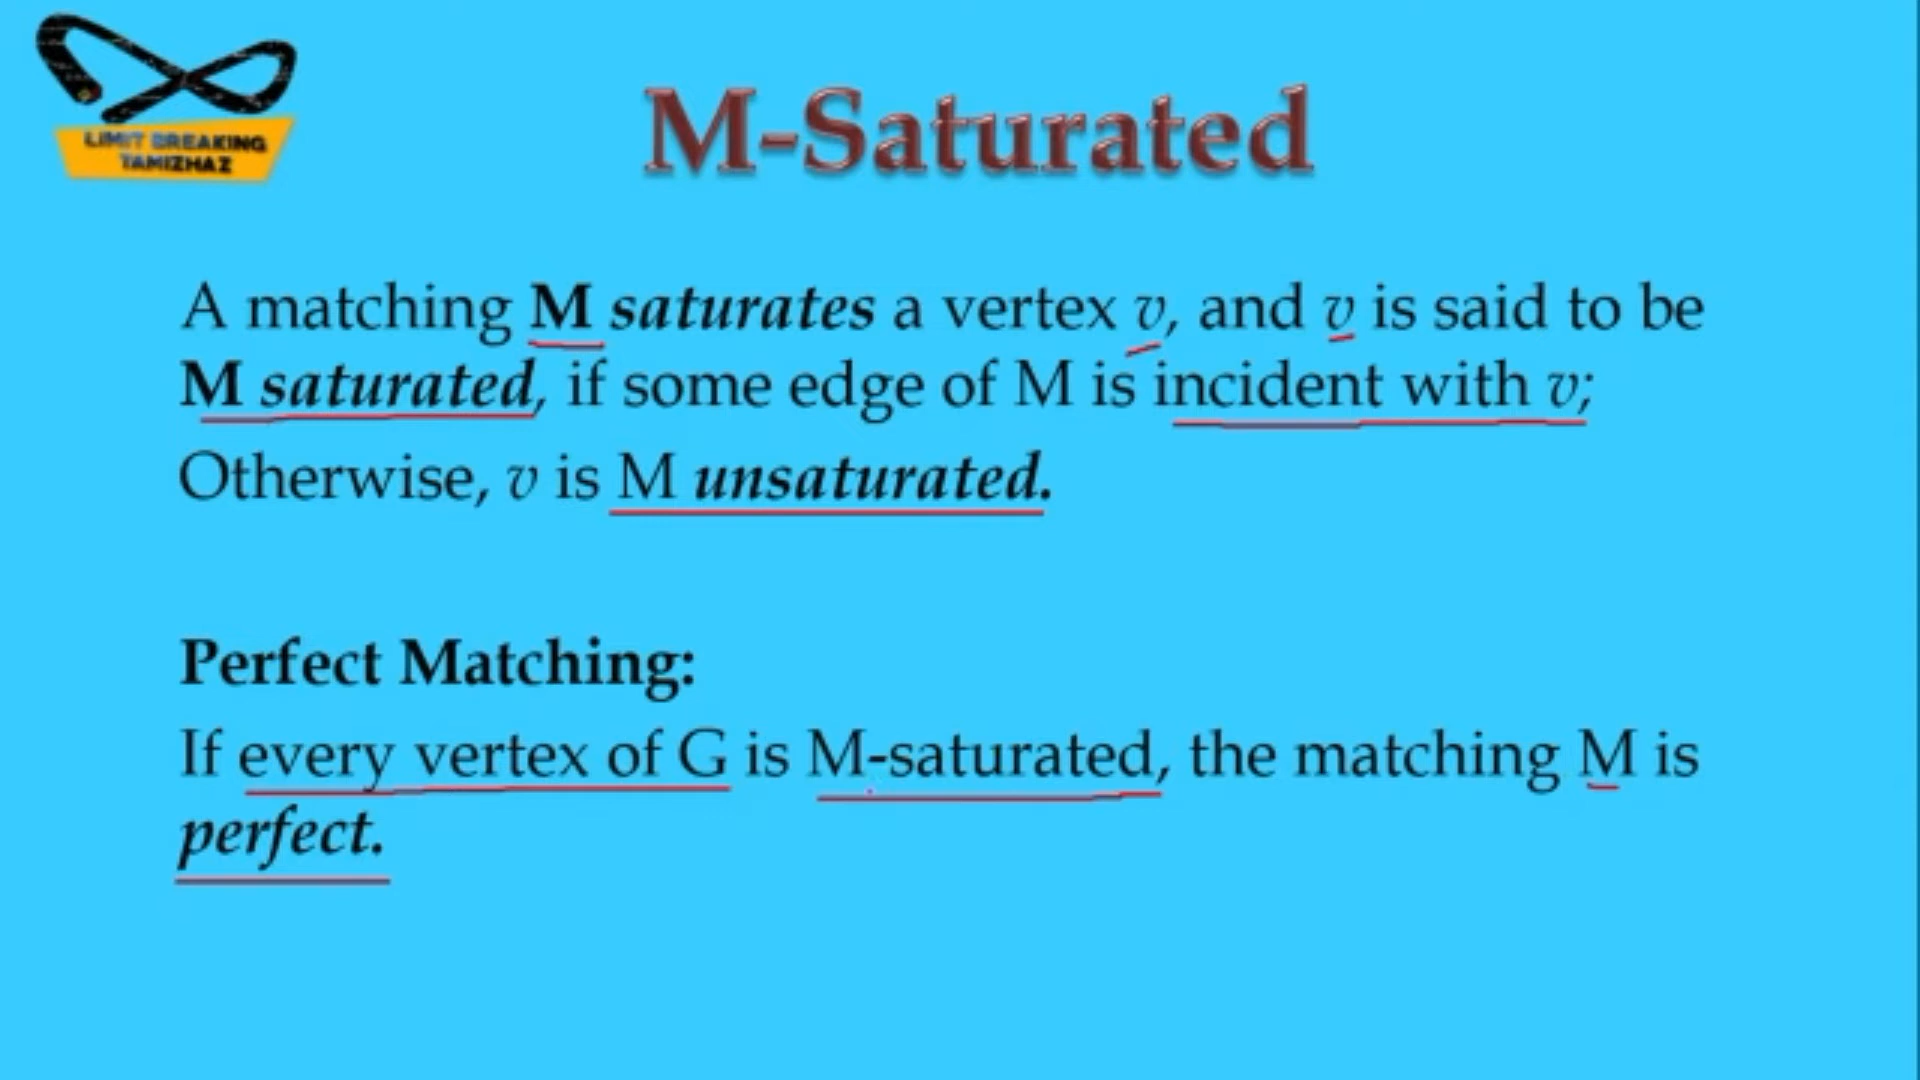 LIMIT BREAKING
TAMIZHAZ
M-Saturated
A matching M saturates a vertex v, and v is said to be
M saturated, if some edge of M is incident with v;
Otherwise, v is M unsaturated.
Perfect Matching:
If every vertex of G is M-saturated, the matching M is
perfect.